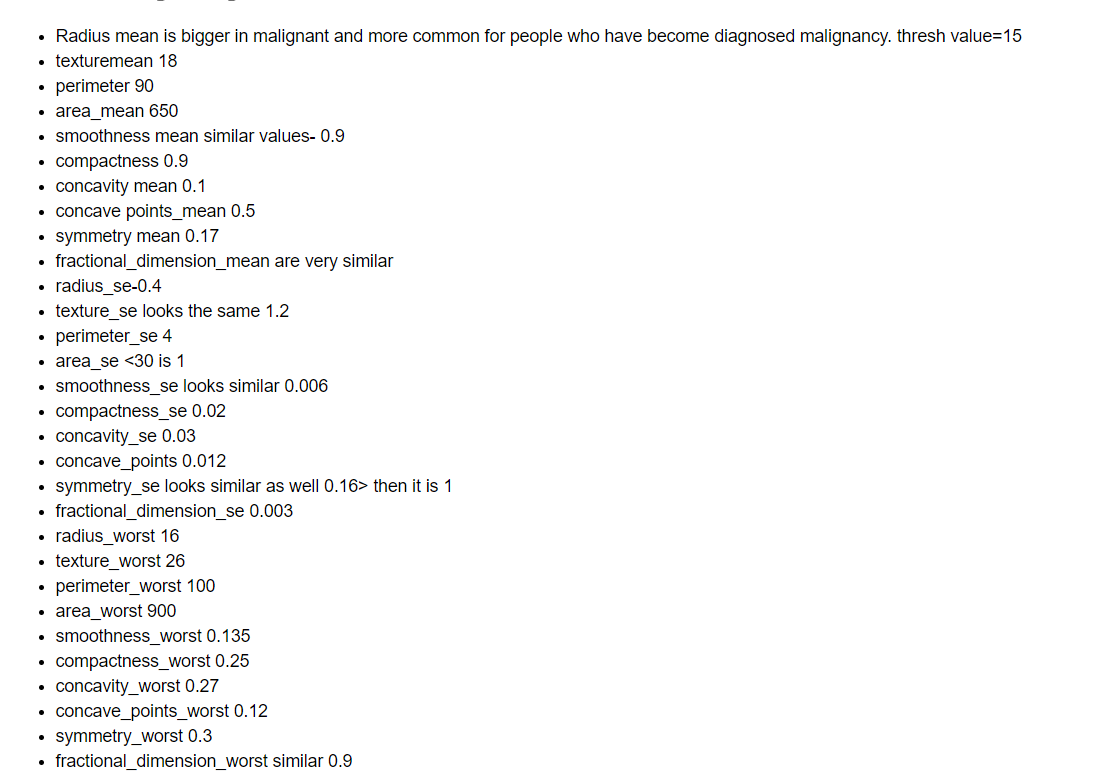 Radius mean is bigger in malignant and more common for people who have become diagnosed malignancy. thresh value=15
texturemean 18
perimeter 90
area_mean 650
smoothness mean similar values- 0.9
compactness 0.9
concavity mean 0.1
concave points_mean 0.5
symmetry mean 0.17
fractional_dimension_mean are very similar
radius_se-0.4
texture_se looks the same 1.2
perimeter_se 4
area_se <30 is 1
smoothness_se looks similar 0.006
compactness_se 0.02
concavity_se 0.03
concave_points 0.012
symmetry_se looks similar as well 0.16> then it is 1
fractional_dimension_se 0.003
radius_worst 16
texture_worst 26
perimeter_worst 100
area_worst 900
smoothness_worst 0.135
compactness_worst 0.25
concavity_worst 0.27
concave_points_worst 0.12
symmetry_worst 0.3
fractional_dimension_worst similar 0.9